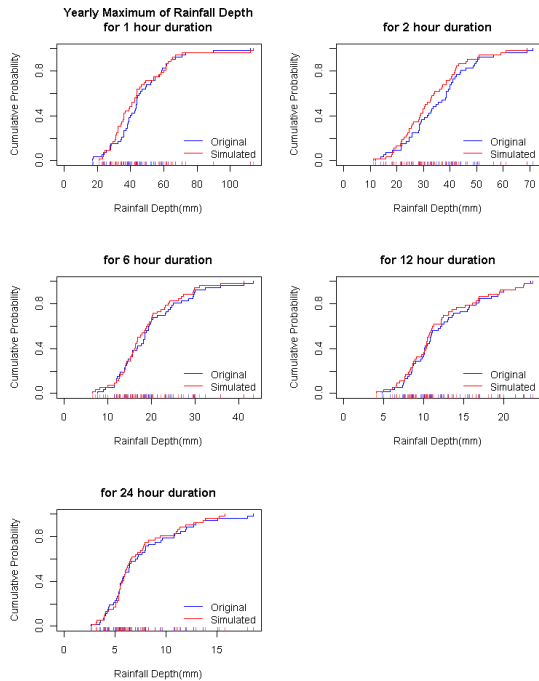 Yearly Maximum of Rainfall Depth
for 1 hour duration
Cumulative Probability
0.0 0.4 0.8
Original
Simulated
0 20 40 60 80 100
Rainfall Depth(mm)
for 2 hour duration
Cumulative Probability
0.0 0.4 0.8
Original
Simulated
0 10 20 30 40 50 60 70
Rainfall Depth(mm)
for 6 hour duration
Cumulative Probability
0.0 0.4 0.8
Original
Simulated
0 10 20 30 40
Rainfall Depth(mm)
for 12 hour duration
Cumulative Probability
0.0 0.4 0.8
Original
Simulated
0 5 10 15 20
Rainfall Depth(mm)
for 24 hour duration
Cumulative Probability
0.0 0.4 0.8
Original
Simulated
0 5 10 15
Rainfall Depth(mm)